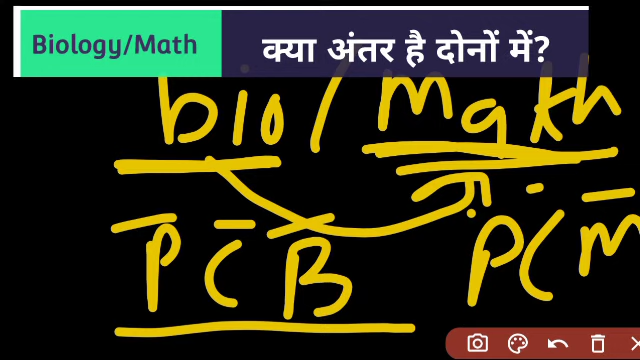 Biology/Math क्या अंतर है दोनों में?
bio / Math
PCB PCM